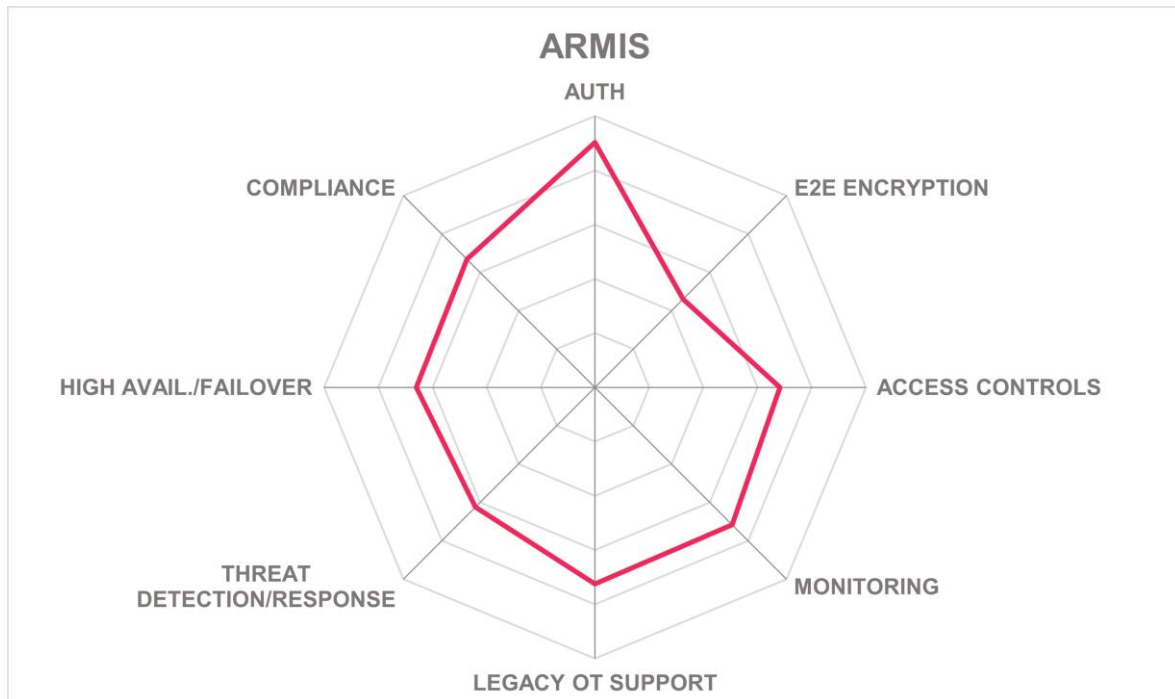 ARMIS
AUTH
COMPLIANCE
E2E ENCRYPTION
HIGH AVAIL./FAILOVER
ACCESS CONTROLS
THREAT
DETECTION/RESPONSE
MONITORING
LEGACY OT SUPPORT